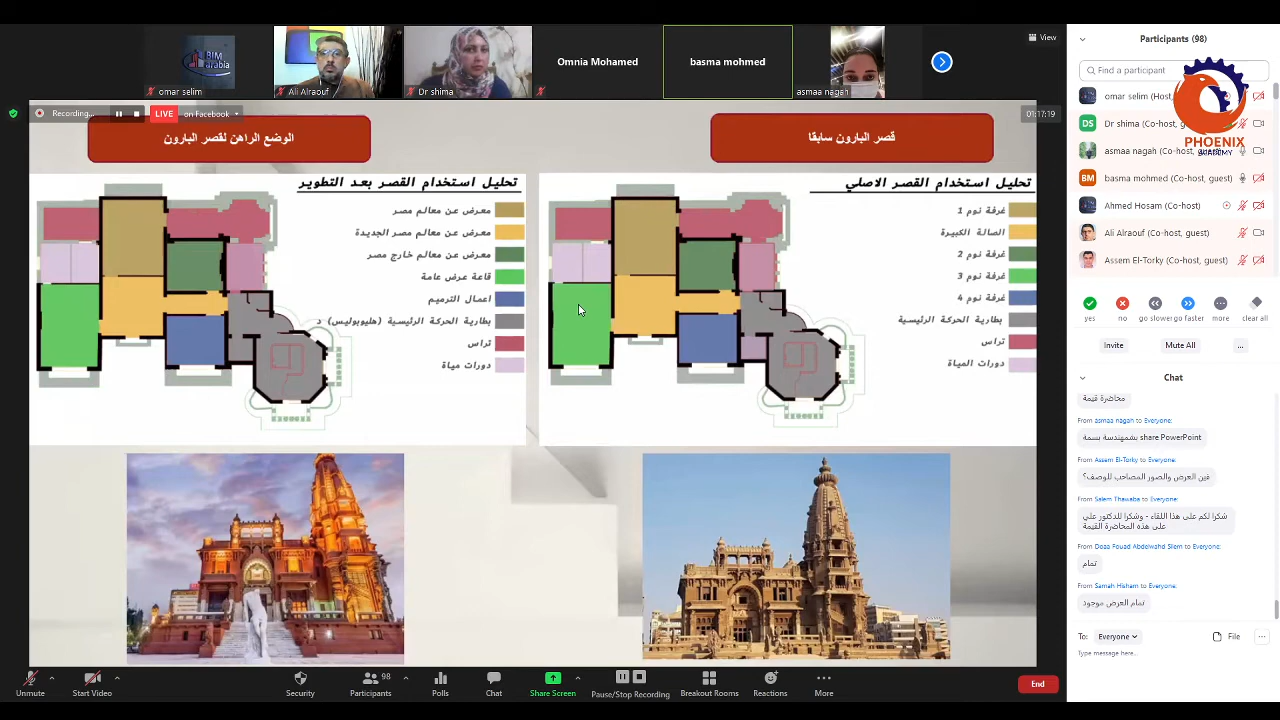 View
omar selim
Ali Alraouf
Dr shima
Omnia Mohamed
basma mohmed
asmaa nagah
BIM arabia
Recording...
LIVE
on Facebook
01:17:19
قصر البارون سابقا
تحليل استخدام القصر الاصلي
غرفة نوم 1
الصالة الكبيرة
غرفة نوم 2
غرفة نوم 3
غرفة نوم 4
بطارية الحركة الرئيسية
تراس
دورات المياة
الوضع الراهن لقصر البارون
تحليل استخدام القصر بعد التطوير
معرض عن معالم مصر
معرض عن معالم مصر الجديدة
معرض عن معالم خارج مصر
قاعة عرض عامة
اعمال الترميم
بطارية الحركة الرئيسية (هليوبوليس) د
تراس
دورات مياة
Participants (98)
Find a participant
omar selim (Host,
Dr shima (Co-host,
asmaa nagah (Co-host, guest)
BM
DS
basma mohmed (Co-host, guest)
Ahmed Hosam (Co-host)
Ali Alraouf (Co-host, guest)
Assem El-Torky (Co-host, guest)
PHOENIX
ACADEMY
yes
no
go slower
go faster
more
clear all
Invite
Mute All
...
Chat
محاضرة قيمة
From asmaa nagah to Everyone:
بشمهندسة بسمة share PowerPoint
From Assem El-Torky to Everyone:
فين العرض والصور المصاحب للوصف؟
From Salem Thawaba to Everyone:
شكرا لكم على هذا اللقاء - وشكرا للدكتور علي
على هذه المحاضرة القيمة
From Doaa Fouad Abdelwahd Silem to Everyone:
تمام
From Samah Hisham to Everyone:
تمام العرض موجود
To:
Everyone
File
Type message here...
Unmute
Start Video
Security
98
Participants
Polls
Chat
Share Screen
Pause/Stop Recording
Breakout Rooms
Reactions
More
End